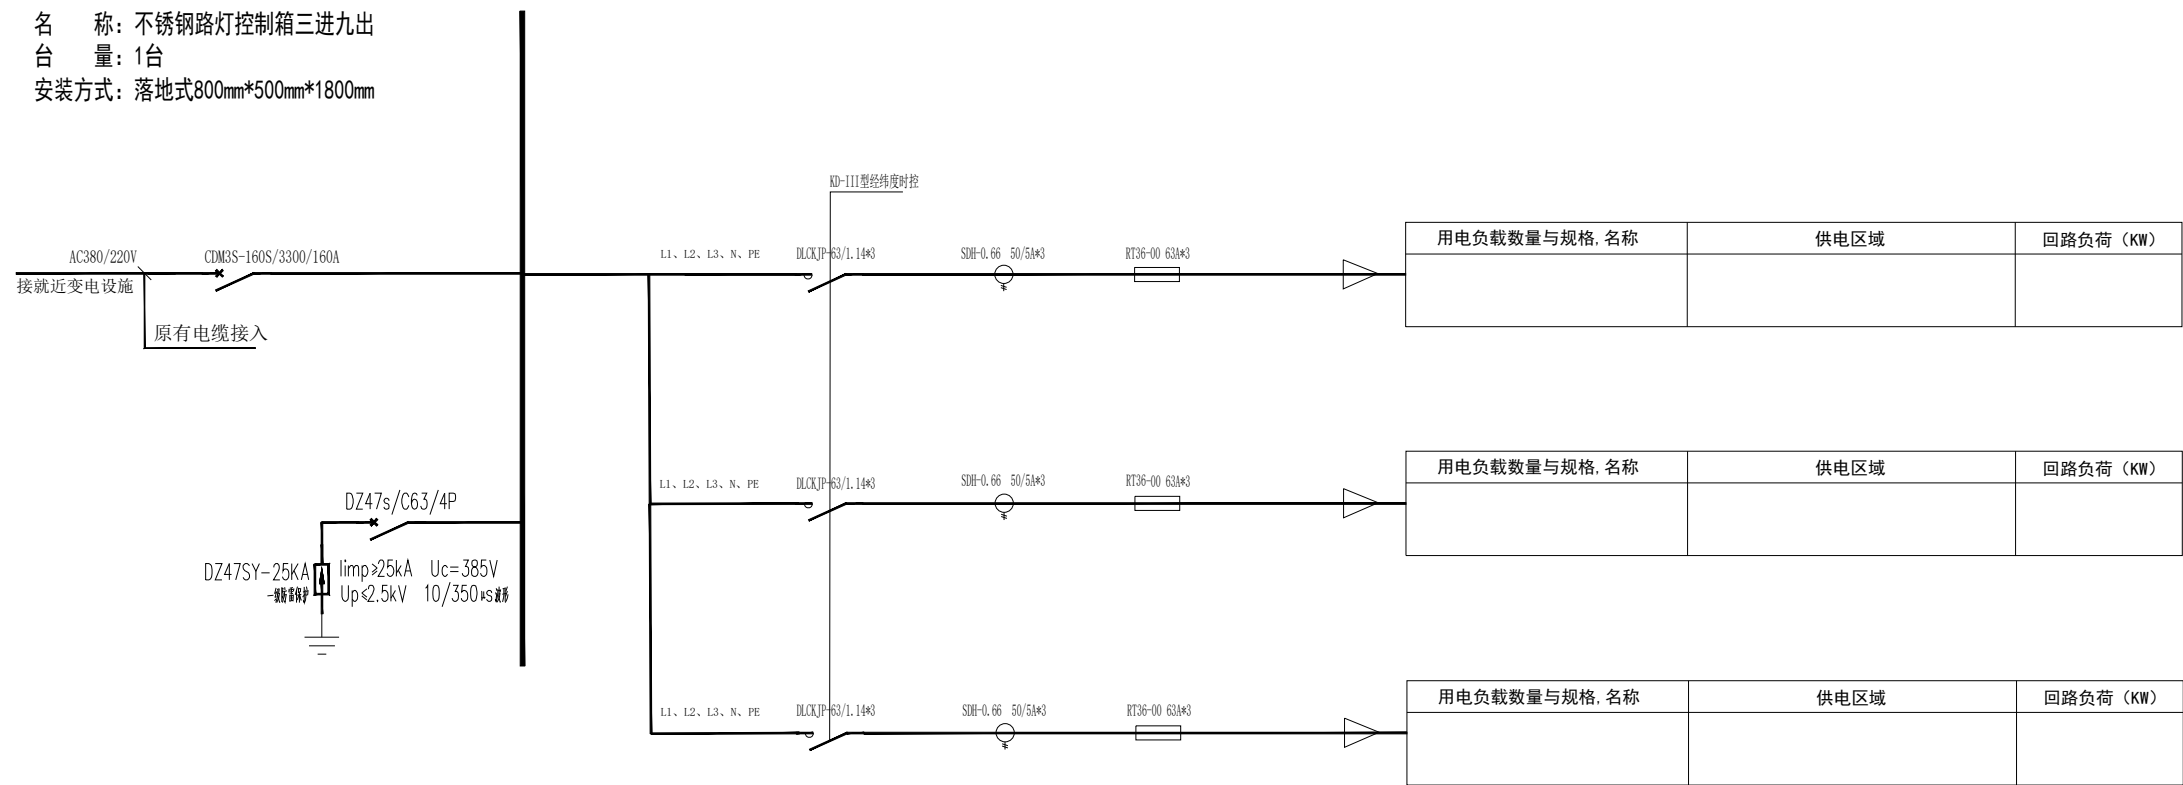 名 称：不锈钢路灯控制箱三进九出
台 量：1台
安装方式：落地式800mm*500mm*1800mm
KD-III型经纬度时控
AC380/220V
CDM3S-160S/3300/160A
接就近变电设施
原有电缆接入
L1、L2、L3、N、PE
DLCKJP-63/1.14*3
SDH-0.66 50/5A*3
RT36-00 63A*3
用电负载数量与规格,名称
供电区域
回路负荷（KW）
L1、L2、L3、N、PE
DLCKJP-63/1.14*3
SDH-0.66 50/5A*3
RT36-00 63A*3
用电负载数量与规格,名称
供电区域
回路负荷（KW）
DZ47s/C63/4P
DZ47SY-25KA
一级防雷保护
Iimp≥25kA Uc=385V
Up≤2.5kV 10/350μs波形
L1、L2、L3、N、PE
DLCKJP-63/1.14*3
SDH-0.66 50/5A*3
RT36-00 63A*3
用电负载数量与规格,名称
供电区域
回路负荷（KW）